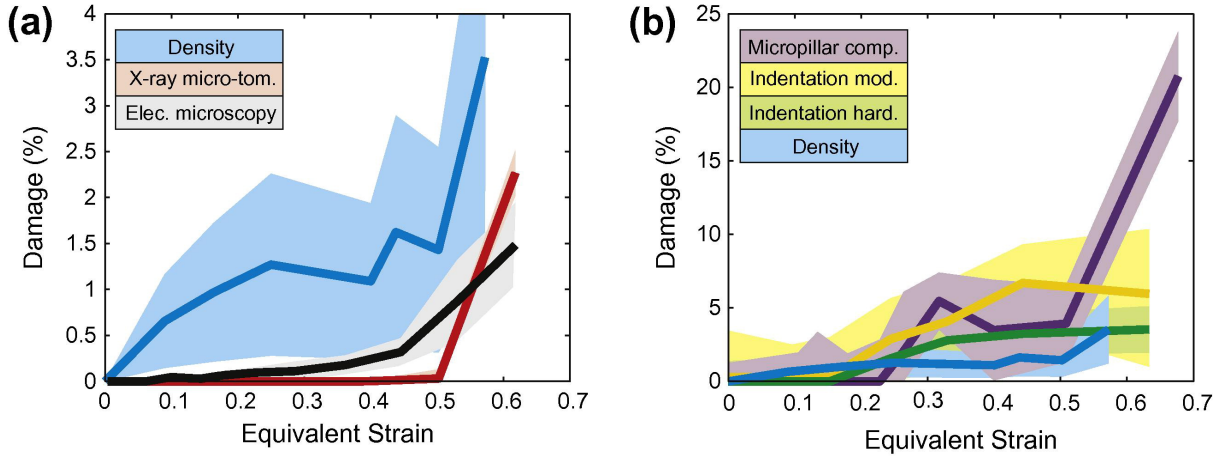 (a)
Damage (%)
4
3.5
3
2.5
2
1.5
1
0.5
0
Density
X-ray micro-tom.
Elec. microscopy
0 0.1 0.2 0.3 0.4 0.5 0.6 0.7
Equivalent Strain
(b)
Damage (%)
25
20
15
10
5
0
Micropillar comp.
Indentation mod.
Indentation hard.
Density
0 0.1 0.2 0.3 0.4 0.5 0.6 0.7
Equivalent Strain